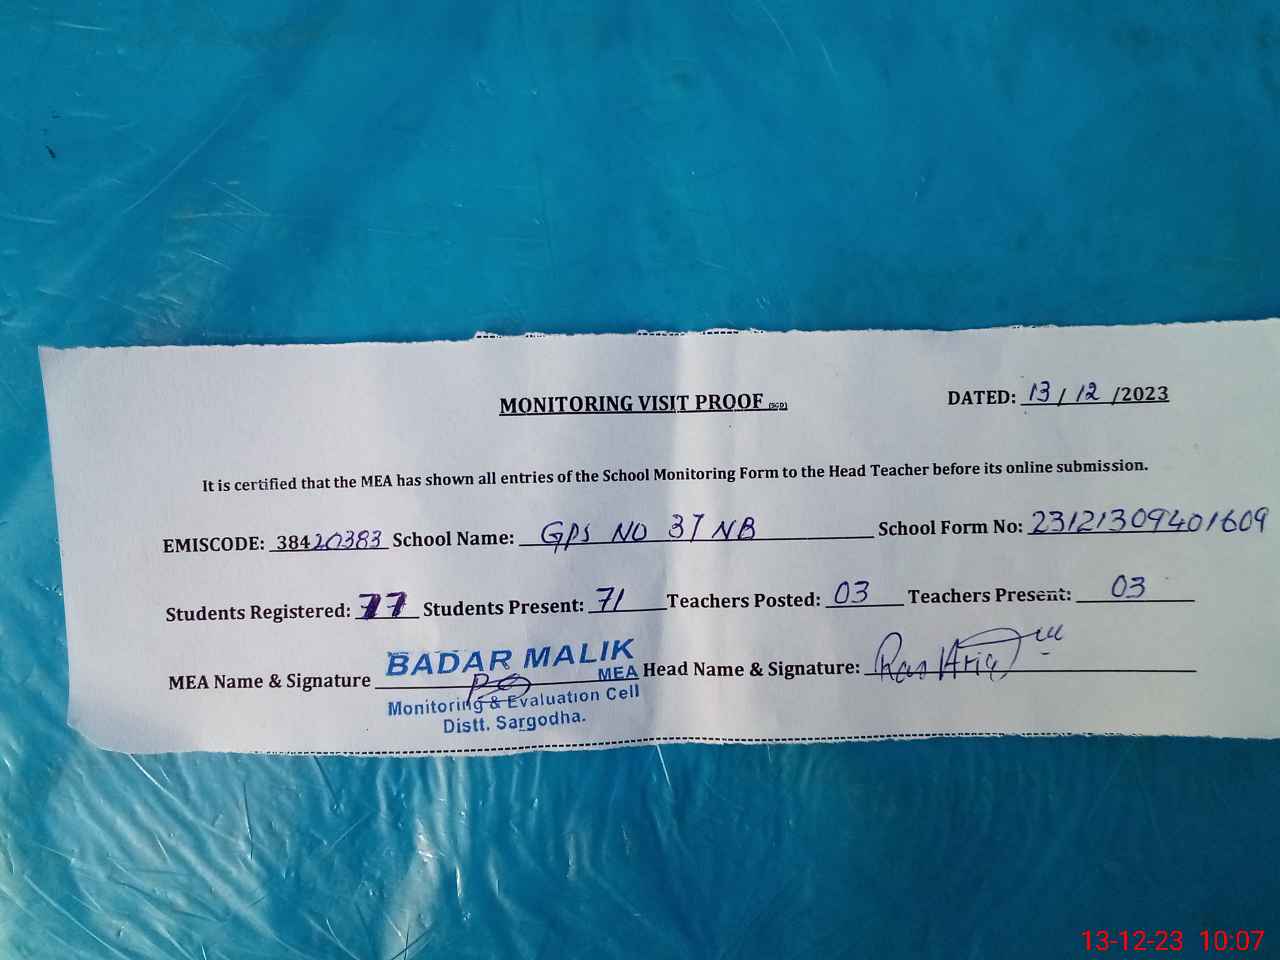 MONITORING VISIT PROOF (SGD)
DATED: 13 / 12 /2023
It is certified that the MEA has shown all entries of the School Monitoring Form to the Head Teacher before its online submission.
EMISCODE: 38420383 School Name: GPS NO 37 NB School Form No: 23121309401609
Students Registered: 77 Students Present: 71 Teachers Posted: 03 Teachers Present: 03
MEA Name & Signature BADAR MALIK Head Name & Signature:
MEA
Monitoring & Evaluation Cell
Distt. Sargodha.
13-12-23 10:07